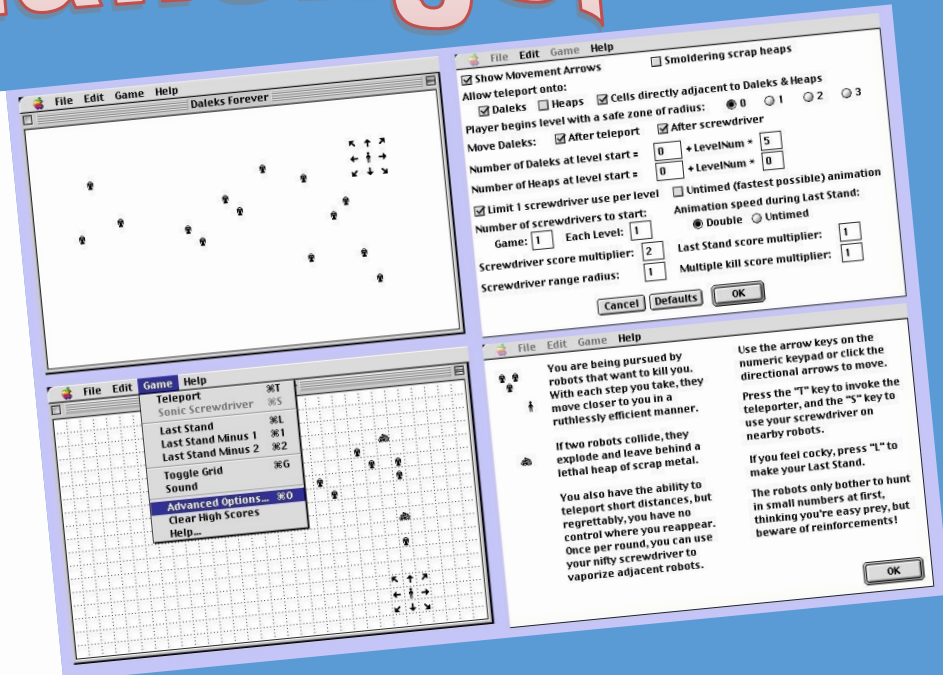 File Edit Game Help
Daleks Forever
File Edit Game Help
Show Movement Arrows
Smoldering scrap heaps
Allow teleport onto:
Daleks Heaps Cells directly adjacent to Daleks & Heaps
Player begins level with a safe zone of radius: 0 1 2 3
Move Daleks: After teleport After screwdriver
Number of Daleks at level start = 0 + LevelNum * 5
Number of Heaps at level start = 0 + LevelNum * 0
Limit 1 screwdriver use per level
Untimed (fastest possible) animation
Number of screwdrivers to start:
Game: 1 Each Level: 1
Animation speed during Last Stand:
Double Untimed
Screwdriver score multiplier: 2
Last Stand score multiplier: 1
Screwdriver range radius: 1
Multiple kill score multiplier: 1
Cancel Defaults OK
File Edit Game Help
Teleport ⌘T
Sonic Screwdriver ⌘S
Last Stand ⌘L
Last Stand Minus 1 ⌘1
Last Stand Minus 2 ⌘2
Toggle Grid ⌘G
Sound
Advanced Options... ⌘O
Clear High Scores
Help...
File Edit Game Help
You are being pursued by
robots that want to kill you.
With each step you take, they
move closer to you in a
ruthlessly efficient manner.
If two robots collide, they
explode and leave behind a
lethal heap of scrap metal.
You also have the ability to
teleport short distances, but
regrettably, you have no
control where you reappear.
Once per round, you can use
your nifty screwdriver to
vaporize adjacent robots.
Use the arrow keys on the
numeric keypad or click the
directional arrows to move.
Press the "T" key to invoke the
teleporter, and the "S" key to
use your screwdriver on
nearby robots.
If you feel cocky, press "L" to
make your Last Stand.
The robots only bother to hunt
in small numbers at first,
thinking you're easy prey, but
beware of reinforcements!
OK